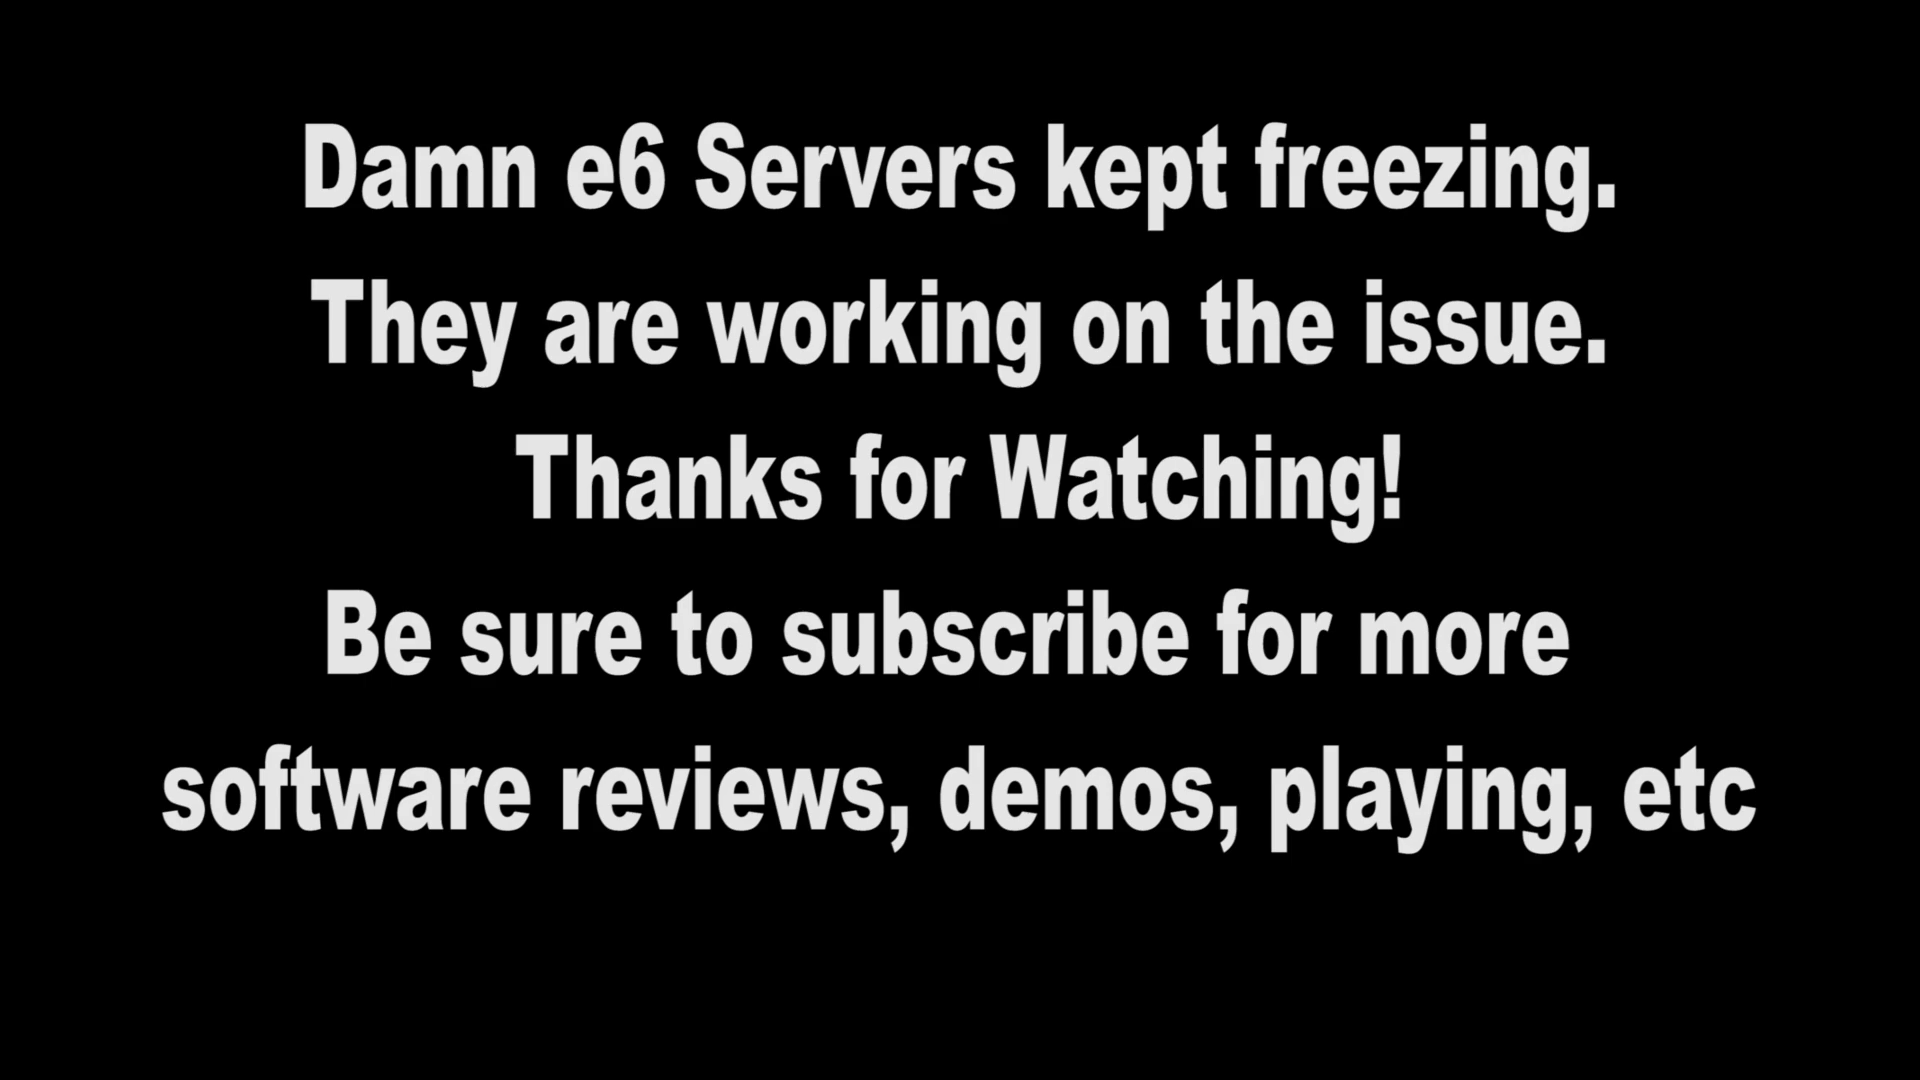 Damn e6 Servers kept freezing.
They are working on the issue.
Thanks for Watching!
Be sure to subscribe for more
software reviews, demos, playing, etc